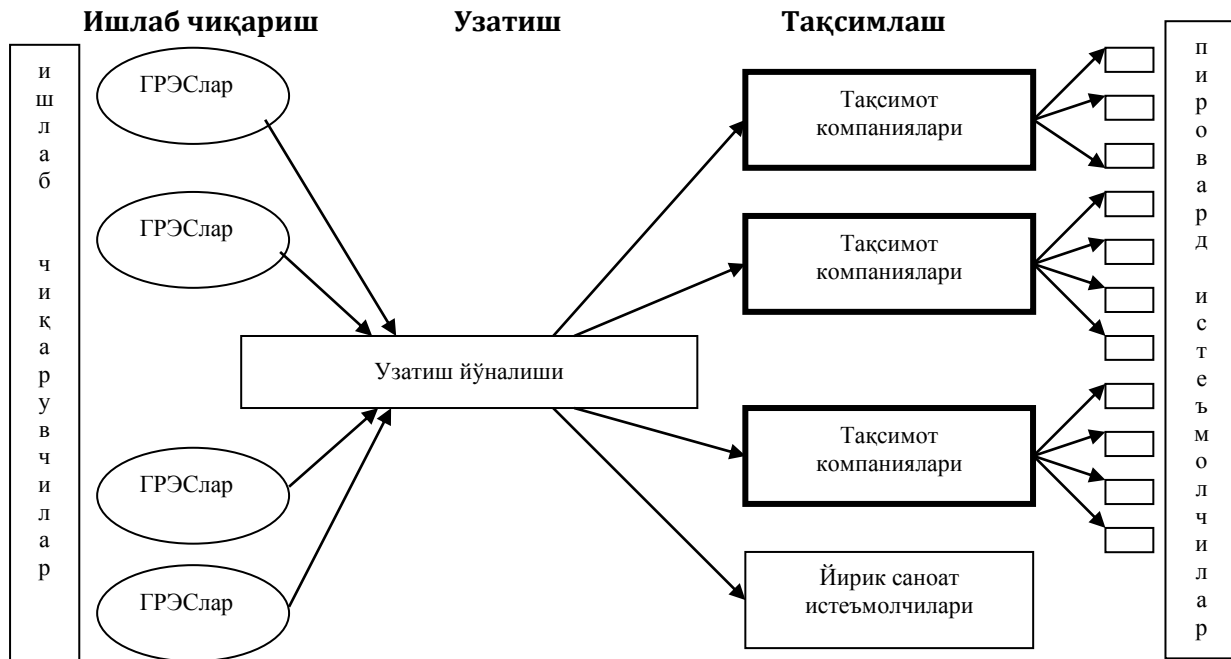 Ишлаб чиқариш
Узатиш
Тақсимлаш
ишлаб чиқарувчилар
ГРЭСлар
ГРЭСлар
ГРЭСлар
ГРЭСлар
Узатиш йўналиши
Тақсимот
компаниялари
Тақсимот
компаниялари
Тақсимот
компаниялари
Йирик саноат
истеъмолчилари
пировард истеъмолчилар